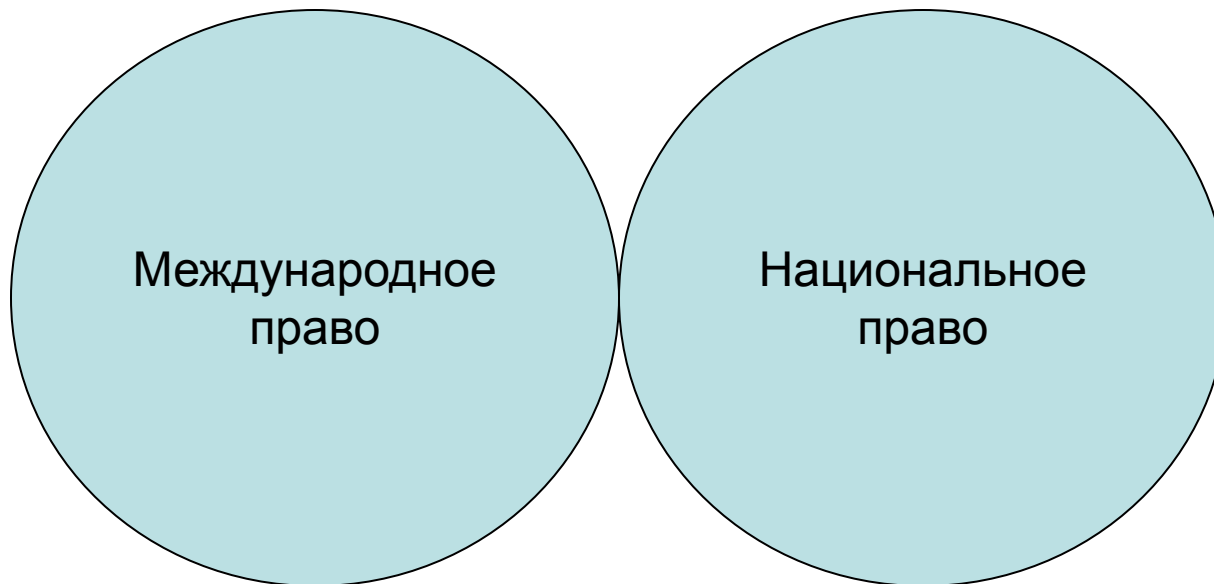 Международное
право
Национальное
право